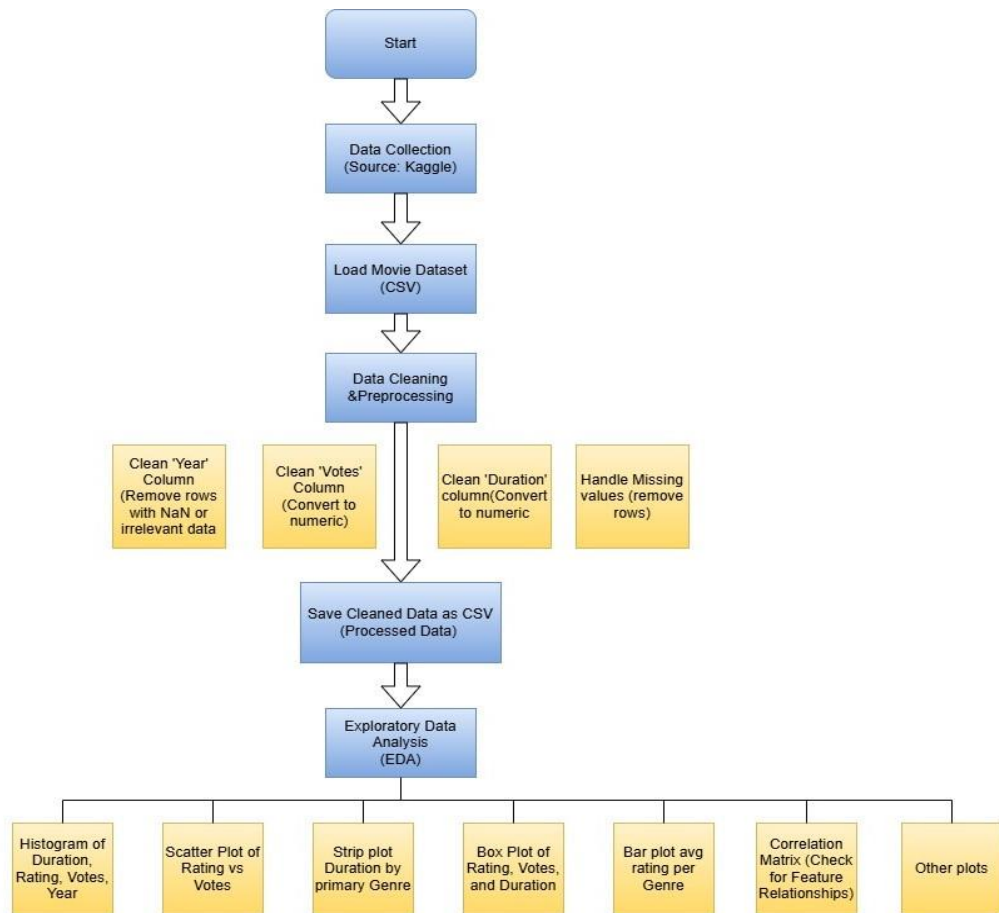 Start
Data Collection
(Source: Kaggle)
Load Movie Dataset
(CSV)
Data Cleaning
&Preprocessing
Clean 'Year'
Column
(Remove rows
with NaN or
irrelevant data
Clean 'Votes'
Column
(Convert to
numeric)
Clean 'Duration'
column(Convert
to numeric
Handle Missing
values (remove
rows)
Save Cleaned Data as CSV
(Processed Data)
Exploratory Data
Analysis
(EDA)
Histogram of
Duration,
Rating, Votes,
Year
Scatter Plot of
Rating vs
Votes
Strip plot
Duration by
primary Genre
Box Plot of
Rating, Votes,
and Duration
Bar plot avg
rating per
Genre
Correlation
Matrix (Check
for Feature
Relationships)
Other plots